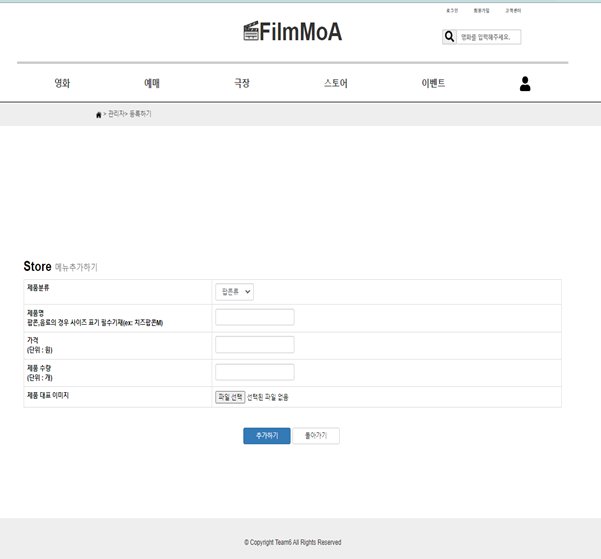 로그인 회원가입 고객센터
FilmMoA
영화를 입력해주세요.
영화 예매 극장 스토어 이벤트
> 관리자> 등록하기
Store 메뉴추가하기
제품분류 팝콘류
제품명
팝콘,음료의 경우 사이즈 표기 필수기재(ex: 치즈팝콘M)
가격
(단위 : 원)
제품 수량
(단위 : 개)
제품 대표 이미지 파일 선택 선택된 파일 없음
추가하기 돌아가기
© Copyright Team6 All Rights Reserved